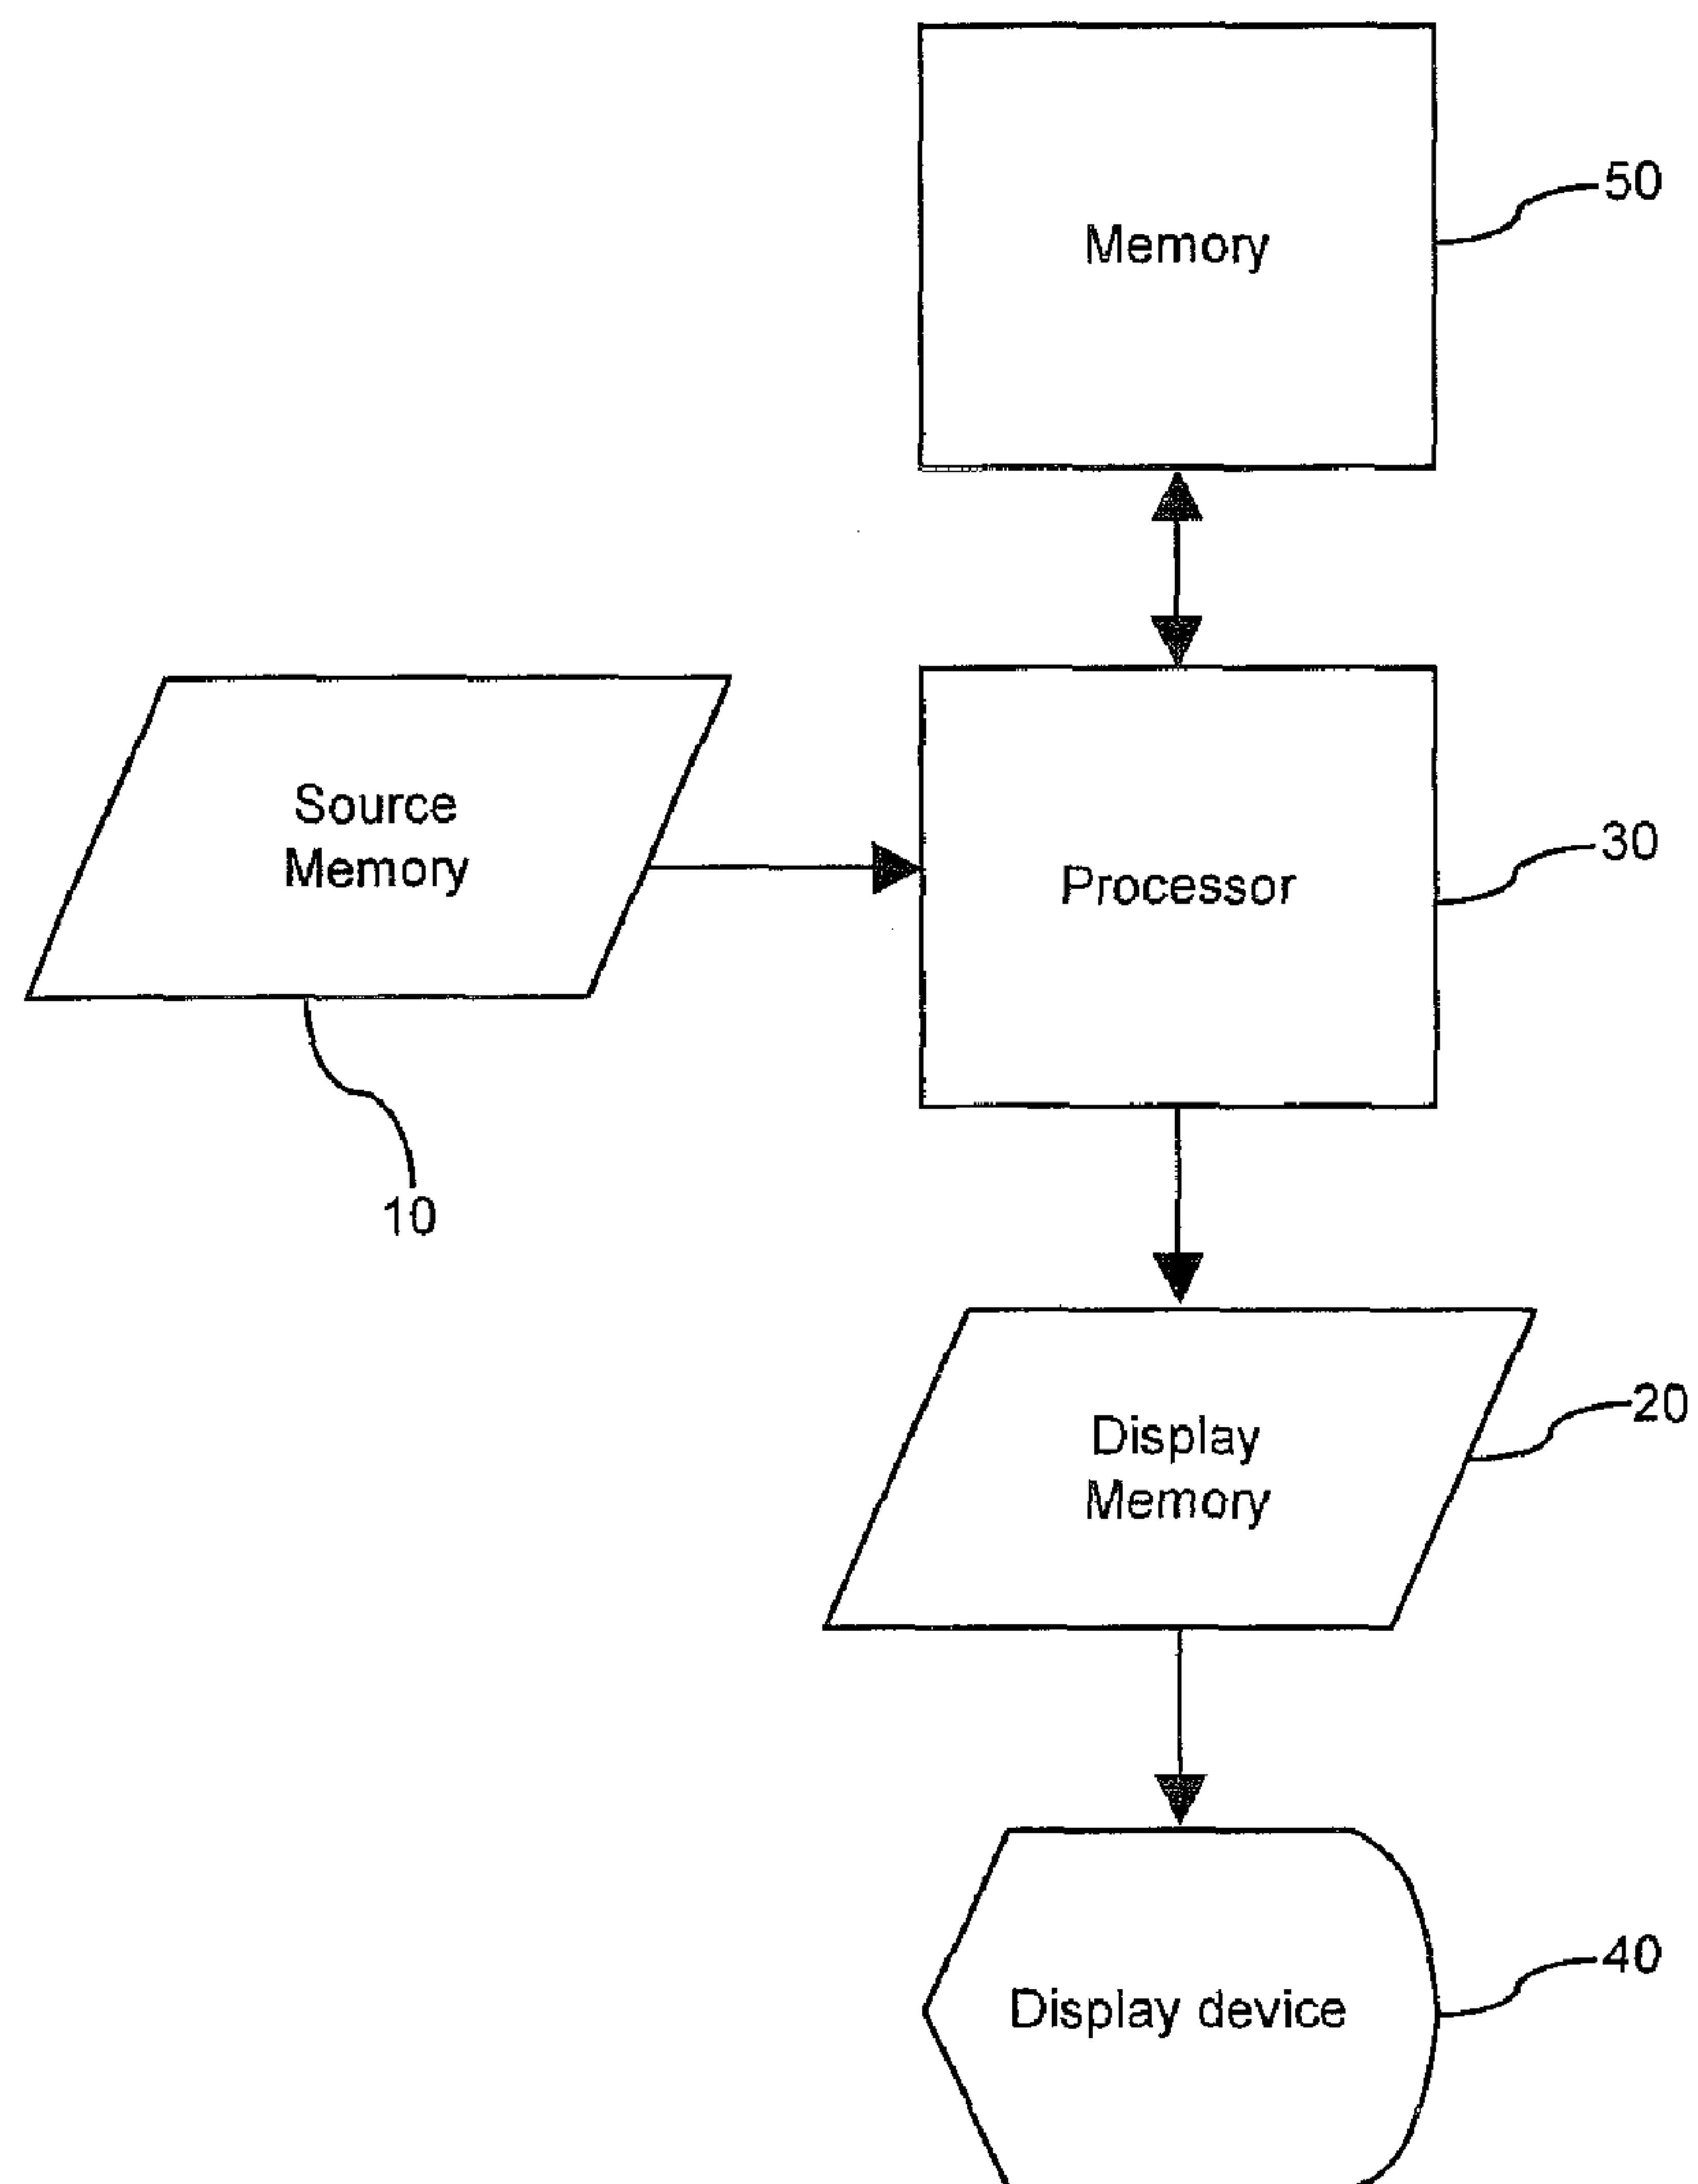 Memory
50
Source
Memory
10
Processor
30
Display
Memory
20
Display device
40